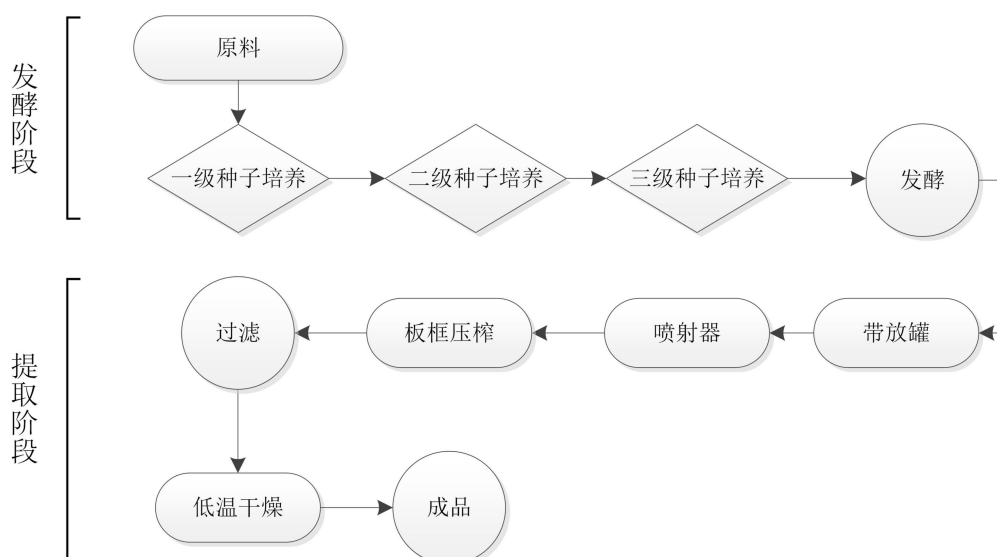 发酵阶段
原料
一级种子培养
二级种子培养
三级种子培养
发酵
提取阶段
过滤
板框压榨
喷射器
带放罐
低温干燥
成品